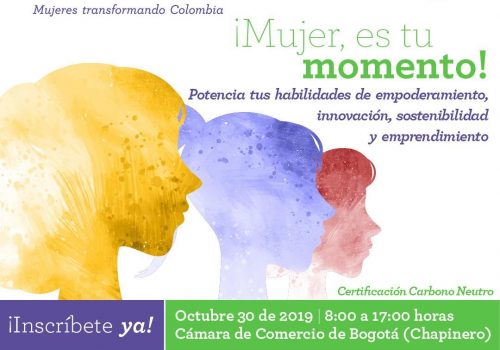 Mujeres transformando Colombia
¡Mujer, es tu
momento!
Potencia tus habilidades de empoderamiento,
innovación, sostenibilidad
y emprendimiento
Certificación Carbono Neutro
¡Inscríbete ya!
Octubre 30 de 2019 | 8:00 a 17:00 horas
Cámara de Comercio de Bogotá (Chapinero)